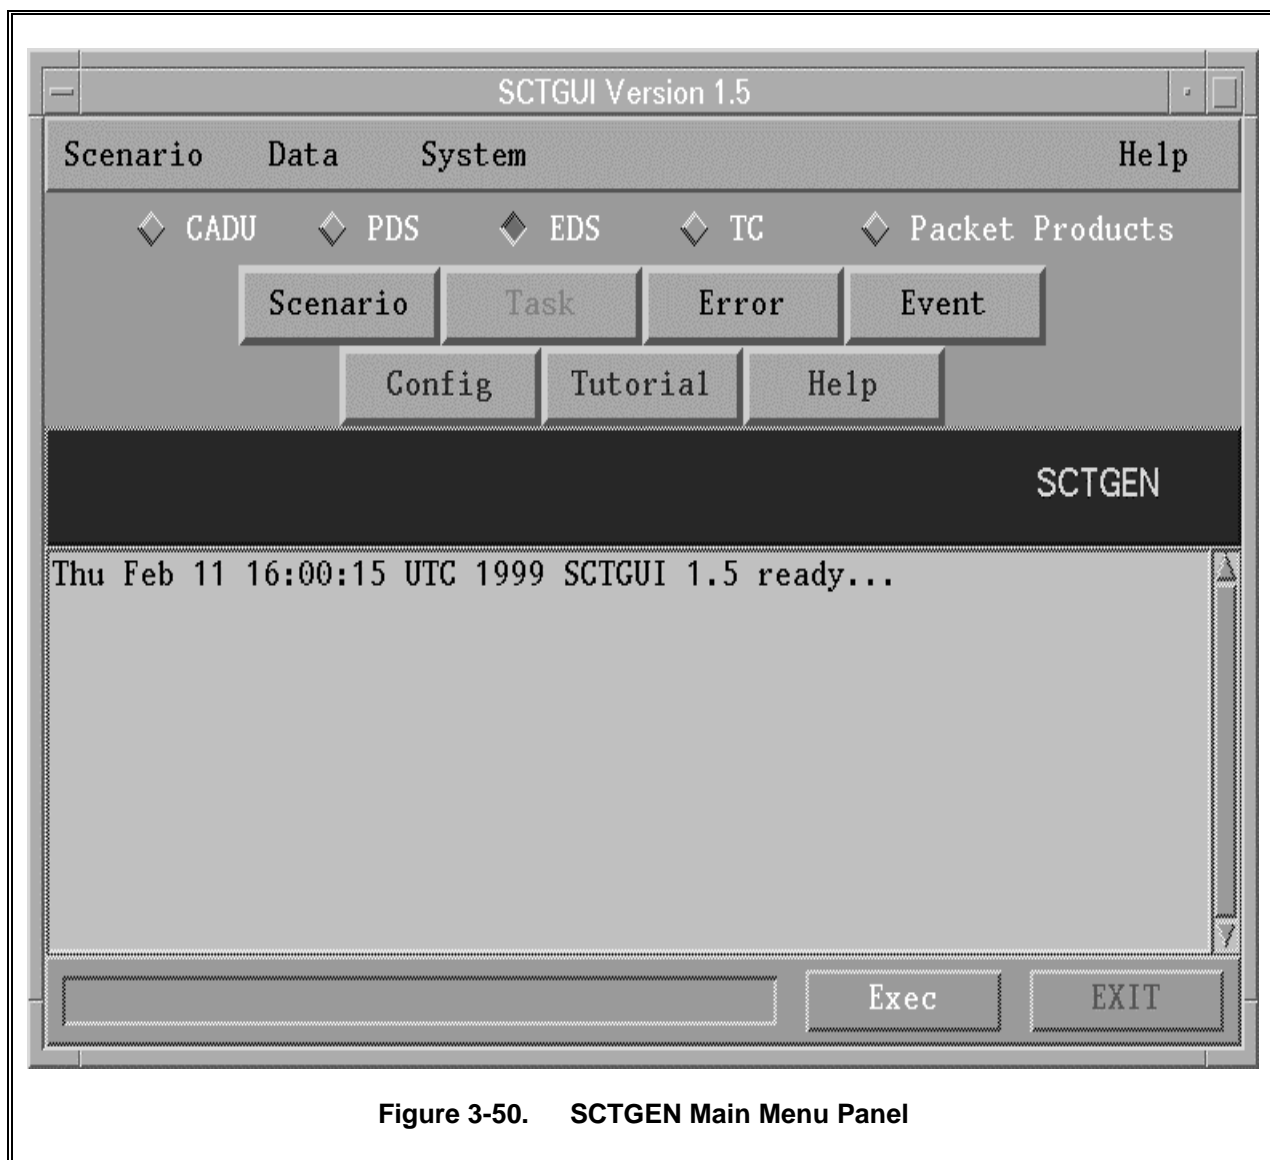 SCTGUI Version 1.5
Scenario Data System Help
CADU PDS EDS TC Packet Products
Scenario Task Error Event
Config Tutorial Help
SCTGEN
Thu Feb 11 16:00:15 UTC 1999 SCTGUI 1.5 ready...
Exec EXIT
Figure 3-50. SCTGEN Main Menu Panel